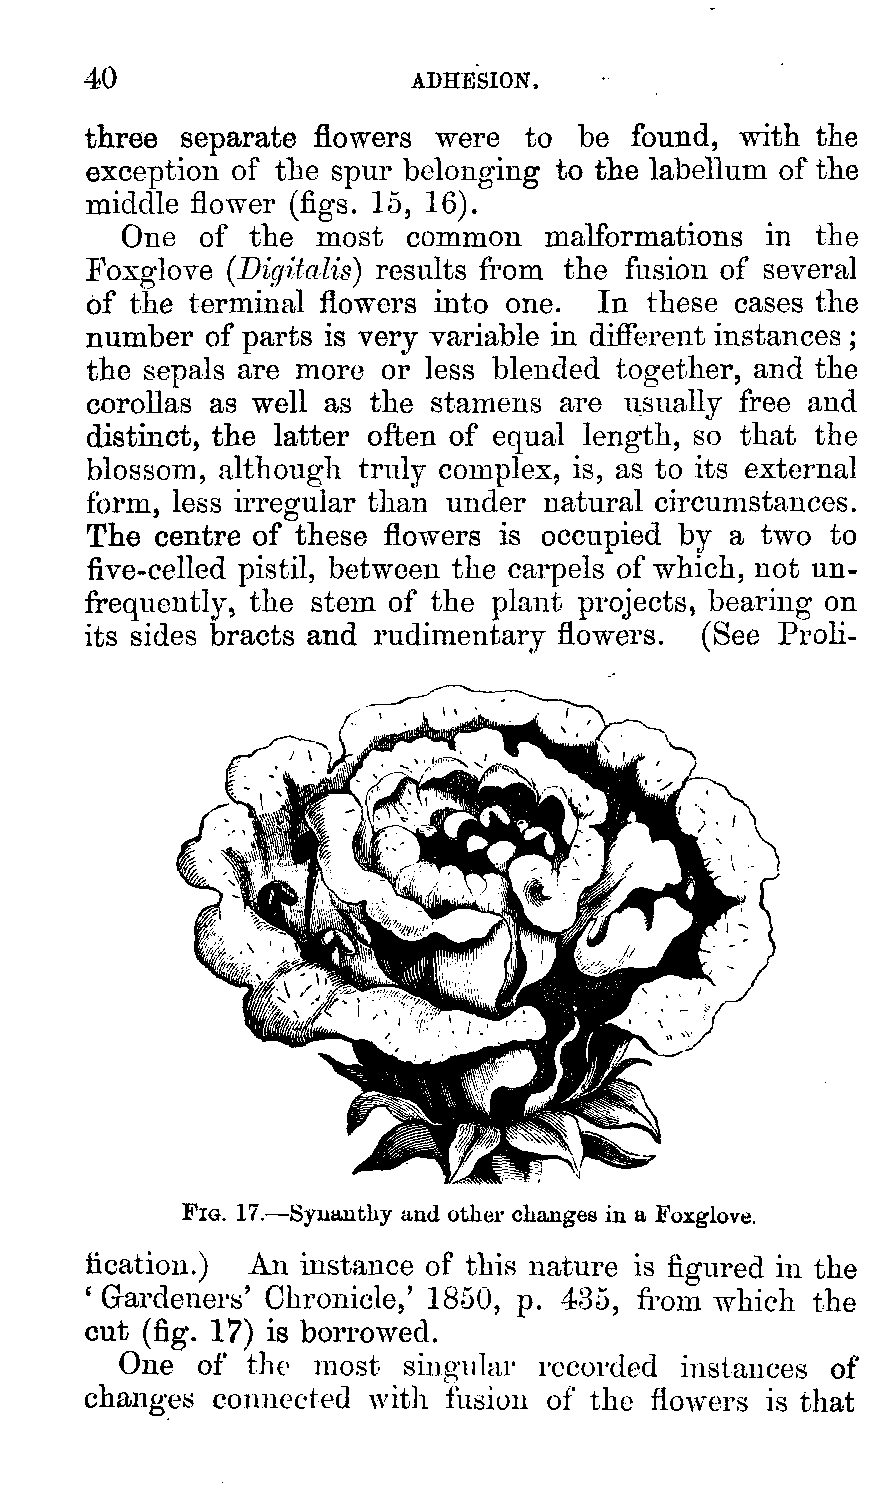 40 ADHESION.
three separate flowers were to be found, with the
exception of the spur belonging to the labellum of the
middle flower (figs. 15, 16).
One of the most common malformations in the
Foxglove (Digitalis) results from the fusion of several
of the terminal flowers into one. In these cases the
number of parts is very variable in different instances;
the sepals are more or less blended together, and the
corollas as well as the stamens are usually free and
distinct, the latter often of equal length, so that the
blossom, although truly complex, is, as to its external
form, less irregular than under natural circumstances.
The centre of these flowers is occupied by a two to
five-celled pistil, between the carpels of which, not un-
frequently, the stem of the plant projects, bearing on
its sides bracts and rudimentary flowers. (See Proli-
FIG. 17.—Synanthy and other changes in a Foxglove.
fication.) An instance of this nature is figured in the
‘Gardeners’ Chronicle,’ 1850, p. 435, from which the
cut (fig. 17) is borrowed.
One of the most singular recorded instances of
changes connected with fusion of the flowers is that